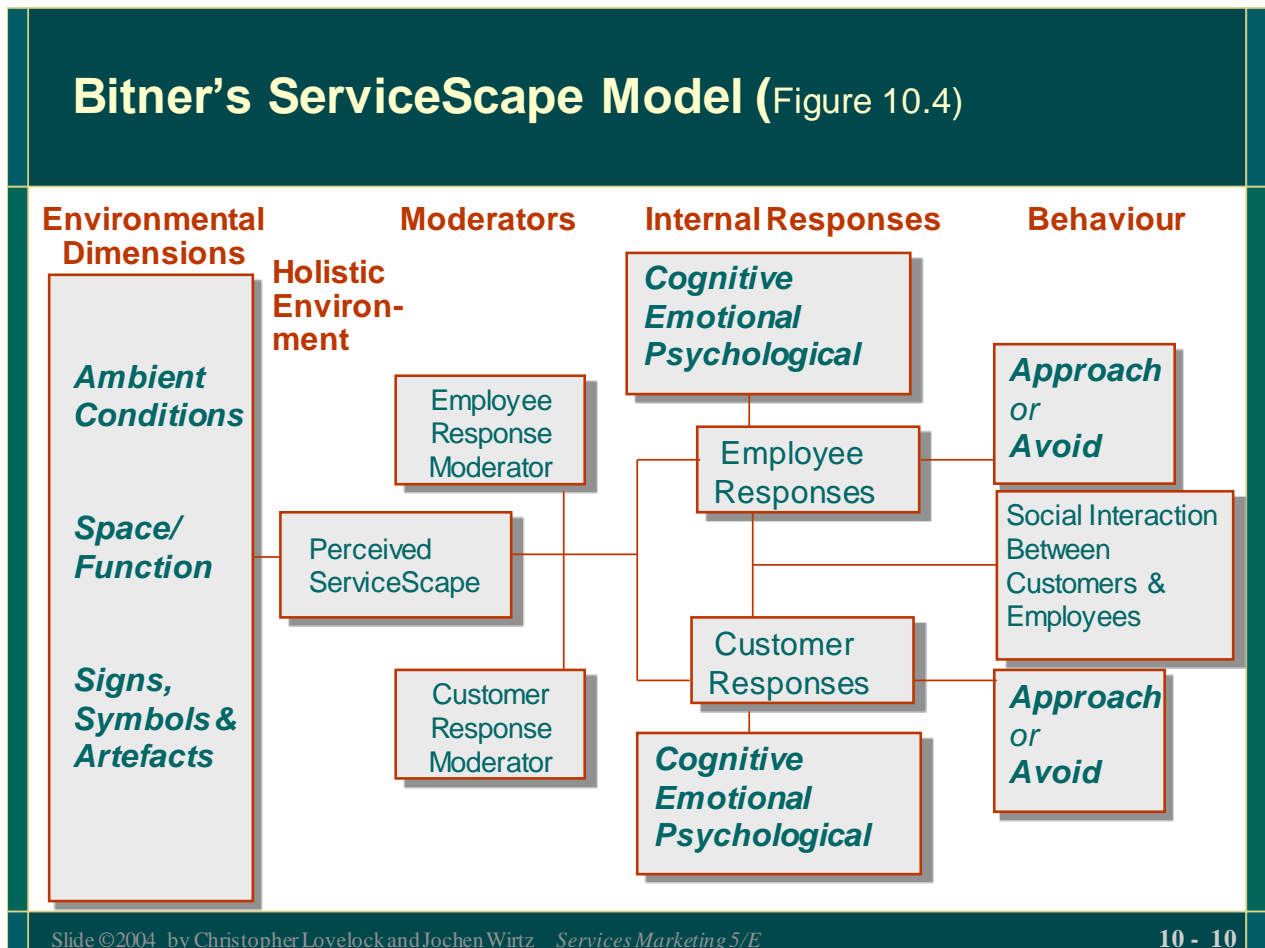 Bitner's ServiceScape Model (Figure 10.4)
Environmental
Dimensions
Holistic
Environ-
ment
Moderators
Internal Responses
Behaviour
Ambient
Conditions
Space/
Function
Signs,
Symbols &
Artefacts
Perceived
ServiceScape
Employee
Response
Moderator
Customer
Response
Moderator
Cognitive
Emotional
Psychological
Employee
Responses
Customer
Responses
Cognitive
Emotional
Psychological
Approach
or
Avoid
Social Interaction
Between
Customers &
Employees
Approach
or
Avoid
Slide ©2004 by Christopher Lovelock and Jochen Wirtz Services Marketing 5/E
10 - 10